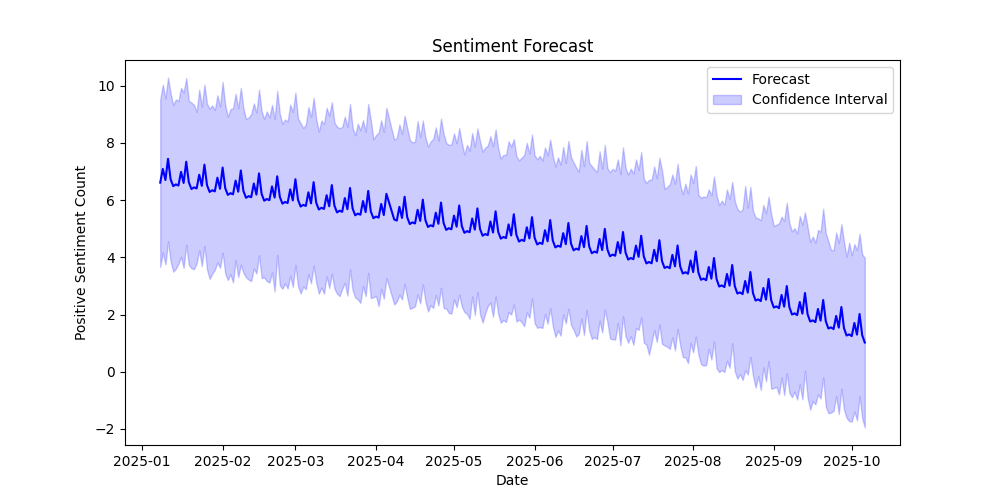 Sentiment Forecast
Forecast
Confidence Interval
Positive Sentiment Count
10
8
6
4
2
0
−2
2025-01 2025-02 2025-03 2025-04 2025-05 2025-06 2025-07 2025-08 2025-09 2025-10
Date